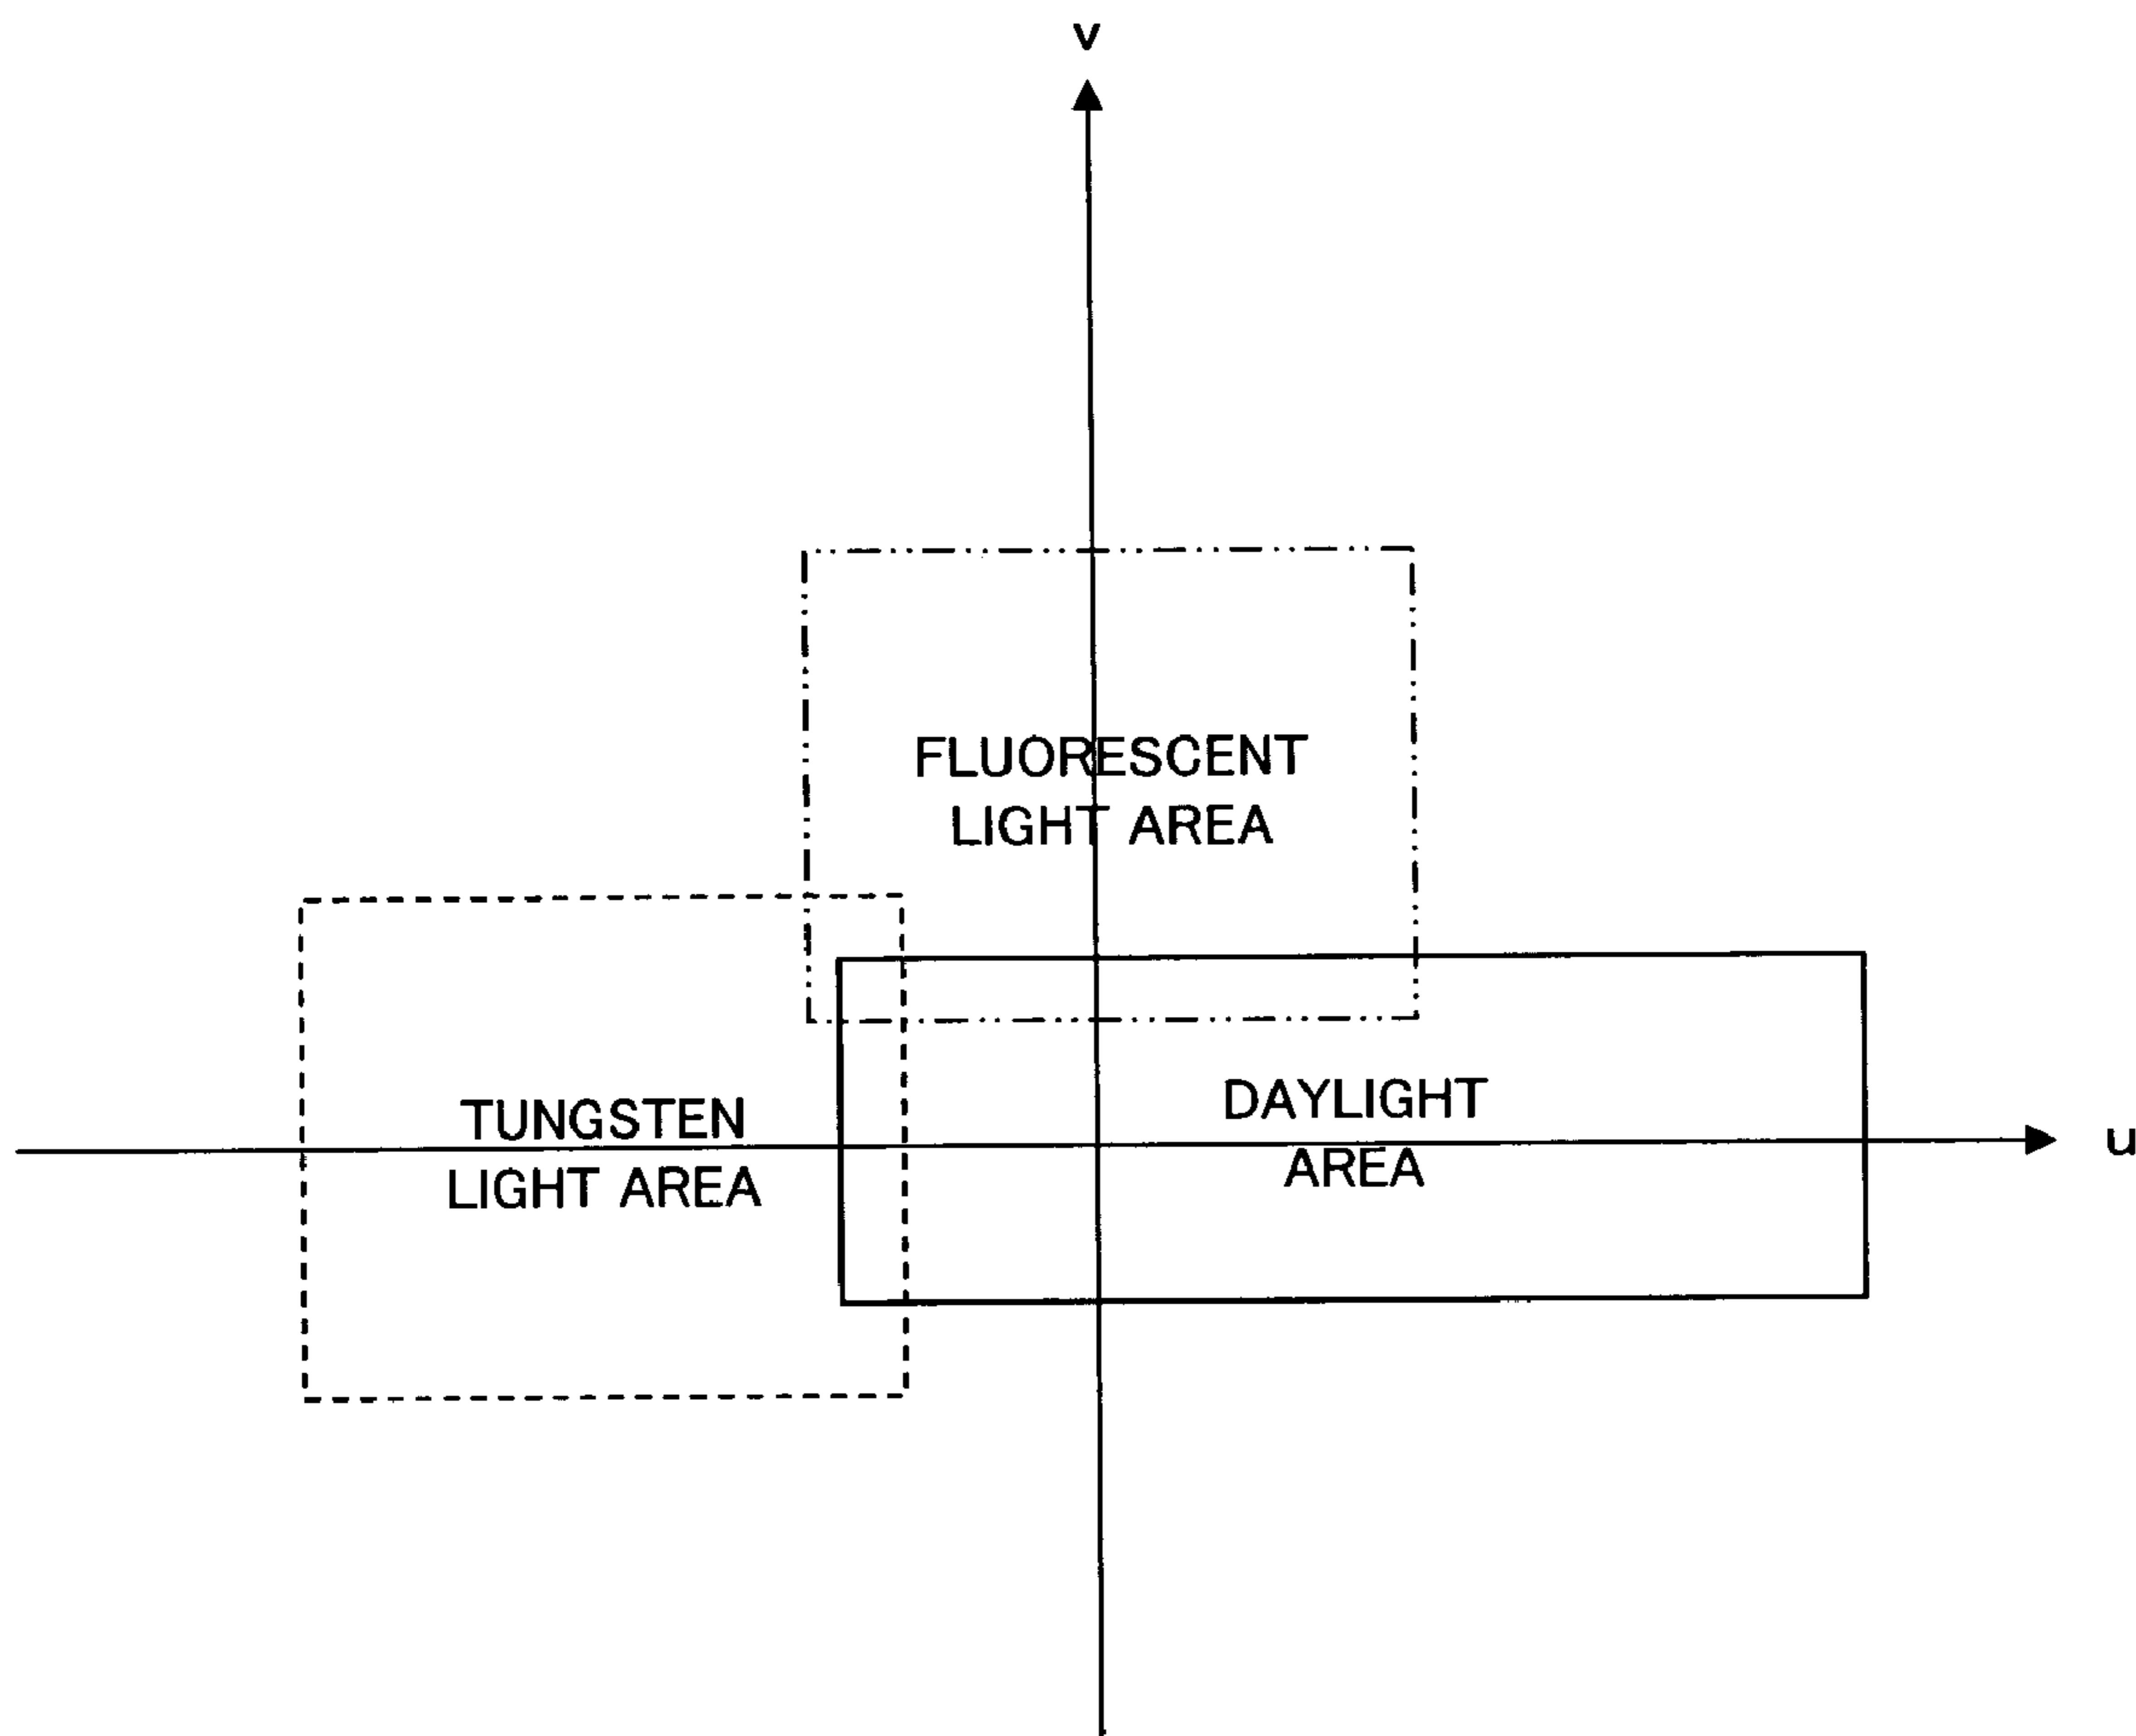 v
FLUORESCENT
LIGHT AREA
TUNGSTEN
LIGHT AREA
DAYLIGHT
AREA
u